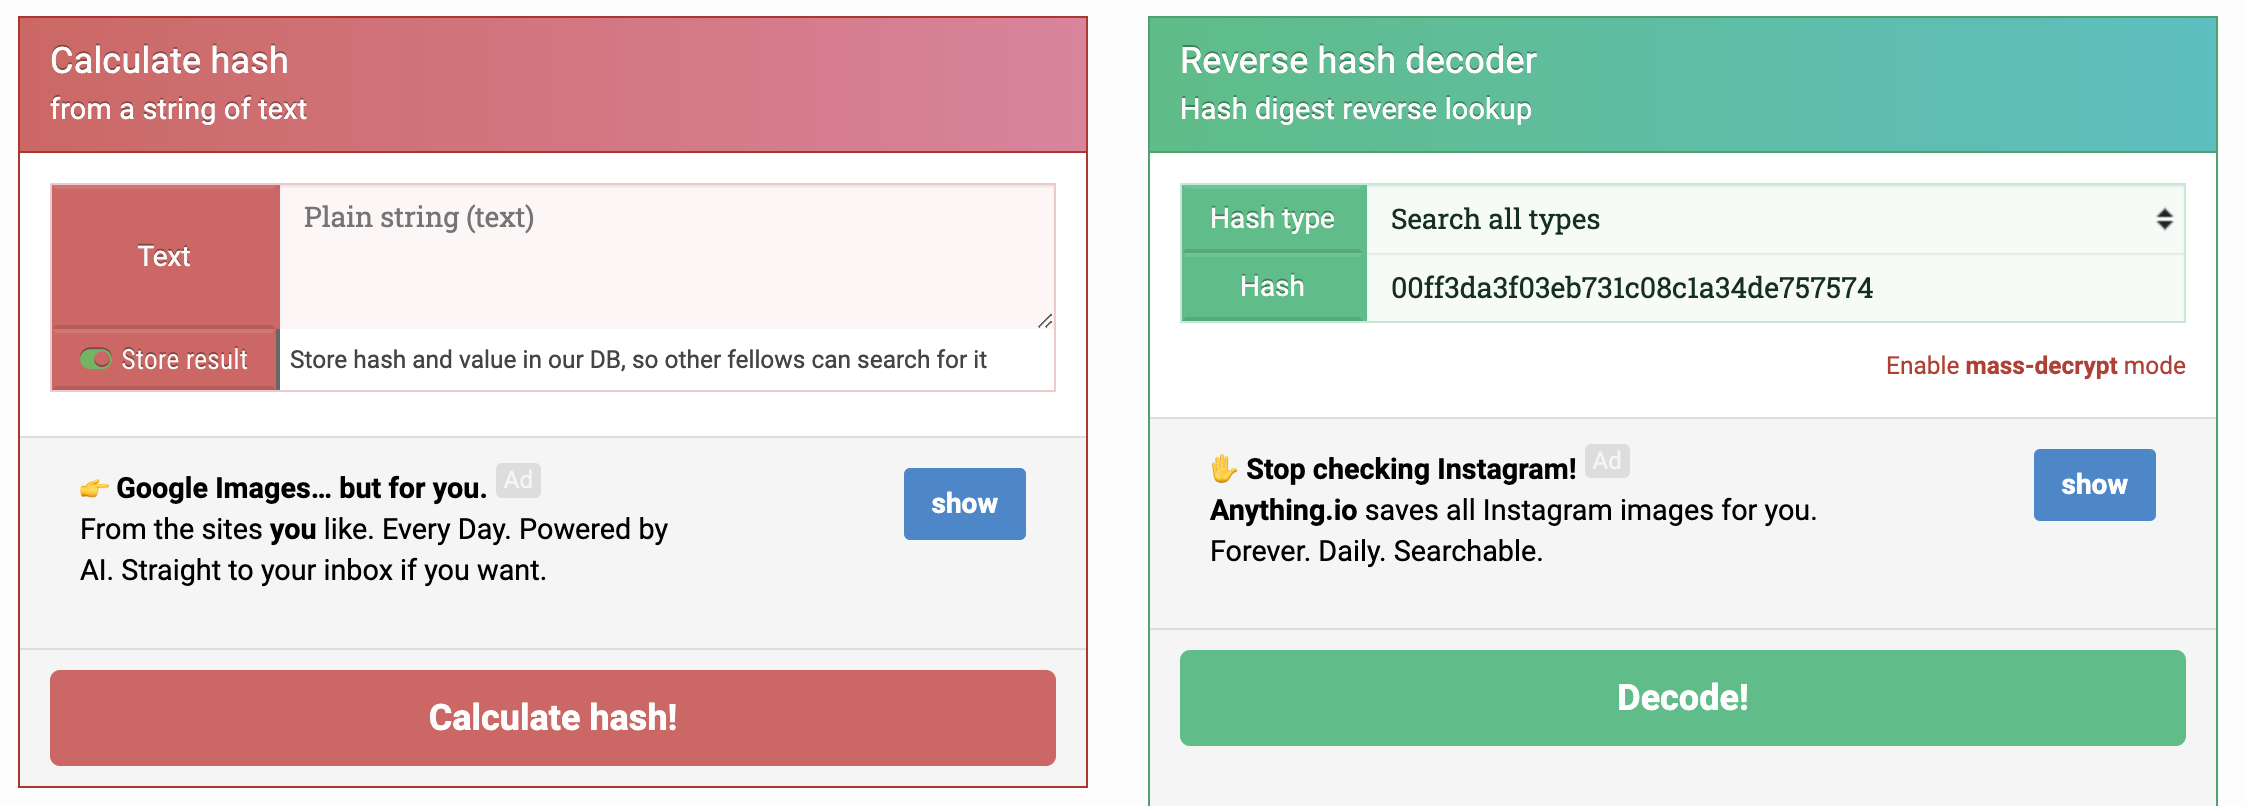 Calculate hash
from a string of text
Text
Plain string (text)
Store result
Store hash and value in our DB, so other fellows can search for it
👉 Google Images... but for you. Ad
From the sites you like. Every Day. Powered by
AI. Straight to your inbox if you want.
show
Calculate hash!
Reverse hash decoder
Hash digest reverse lookup
Hash type
Search all types
Hash
00ff3da3f03eb731c08c1a34de757574
Enable mass-decrypt mode
🖐 Stop checking Instagram! Ad
Anything.io saves all Instagram images for you.
Forever. Daily. Searchable.
show
Decode!